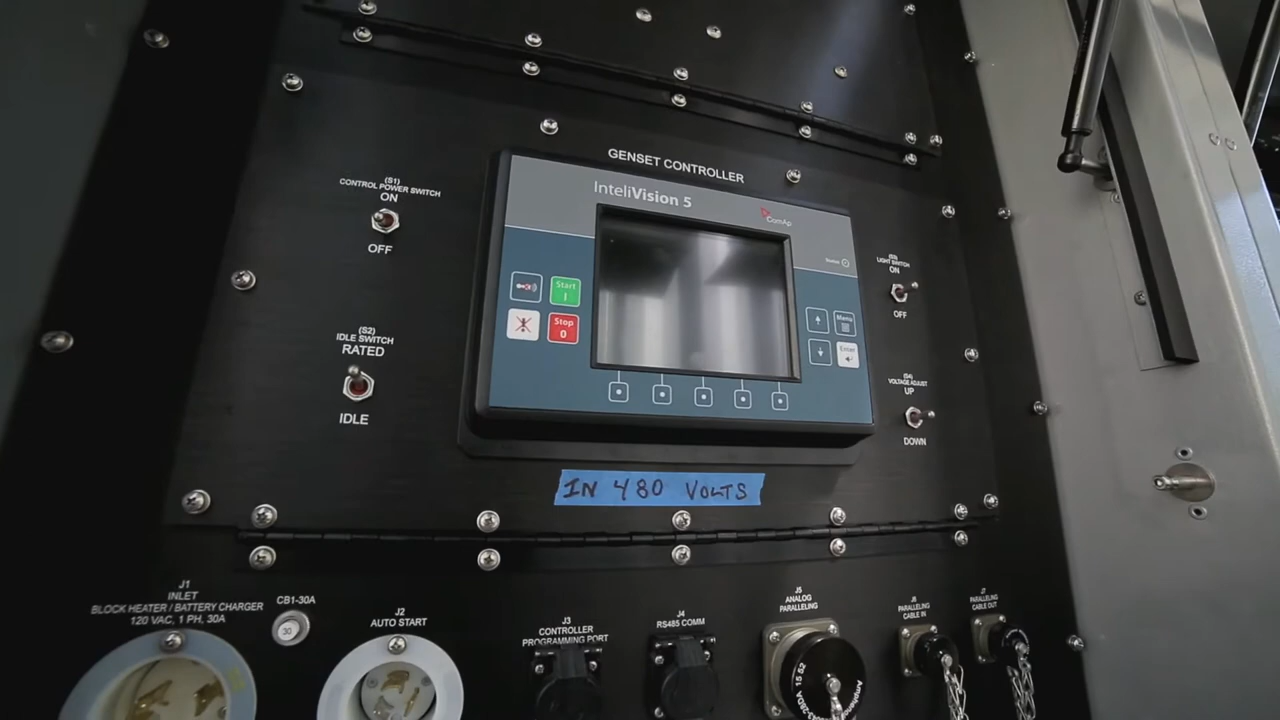 GENSET CONTROLLER
InteliVision 5
ComAp
(S1)
CONTROL POWER SWITCH
ON
OFF
(S2)
IDLE SWITCH
RATED
IDLE
Start
I
Stop
0
Menu
Enter
LIGHT SWITCH
ON
OFF
(S4)
VOLTAGE ADJUST
UP
DOWN
IN 480 VOLTS
J1
INLET
BLOCK HEATER / BATTERY CHARGER
120 VAC, 1 PH, 30A
CB1-30A
30
J2
AUTO START
J3
CONTROLLER
PROGRAMMING PORT
J4
RS485 COMM
J5
ANALOG
PARALLELING
J6
PARALLELING
CABLE IN
J7
PARALLELING
CABLE OUT